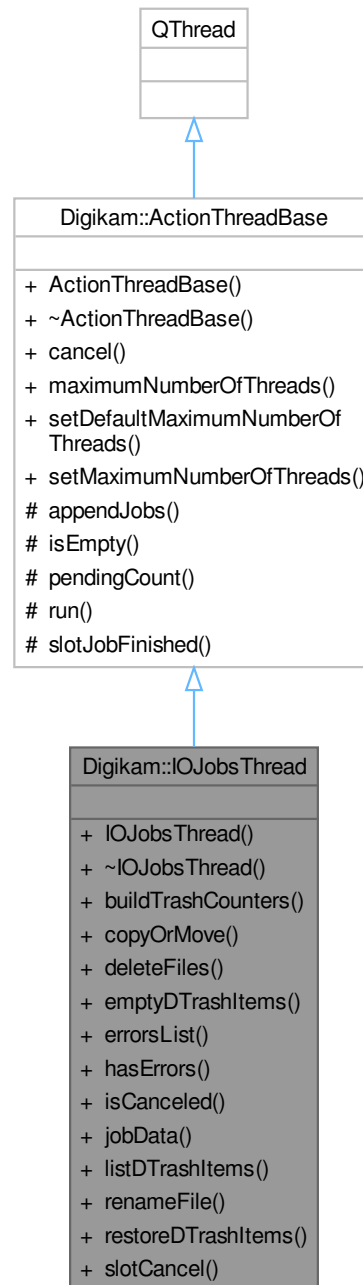 QThread
Digikam::ActionThreadBase
+ ActionThreadBase()
+ ~ActionThreadBase()
+ cancel()
+ maximumNumberOfThreads()
+ setDefaultMaximumNumberOf
Threads()
+ setMaximumNumberOfThreads()
# appendJobs()
# isEmpty()
# pendingCount()
# run()
# slotJobFinished()
Digikam::IOJobsThread
+ IOJobsThread()
+ ~IOJobsThread()
+ buildTrashCounters()
+ copyOrMove()
+ deleteFiles()
+ emptyDTrashItems()
+ errorsList()
+ hasErrors()
+ isCanceled()
+ jobData()
+ listDTrashItems()
+ renameFile()
+ restoreDTrashItems()
+ slotCancel()